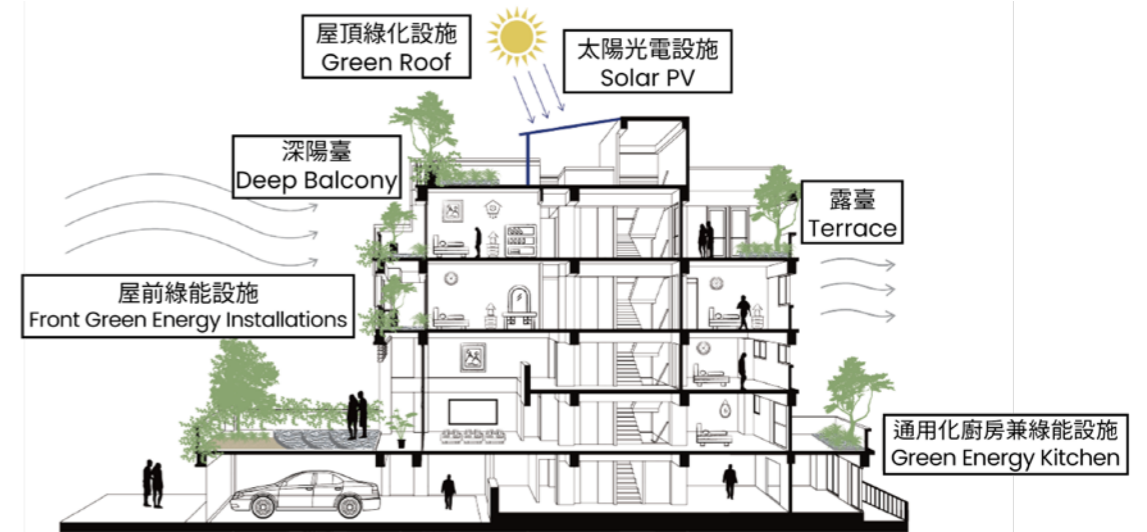 屋頂綠化設施
Green Roof
太陽光電設施
Solar PV
深陽臺
Deep Balcony
露臺
Terrace
屋前綠能設施
Front Green Energy Installations
通用化廚房兼綠能設施
Green Energy Kitchen